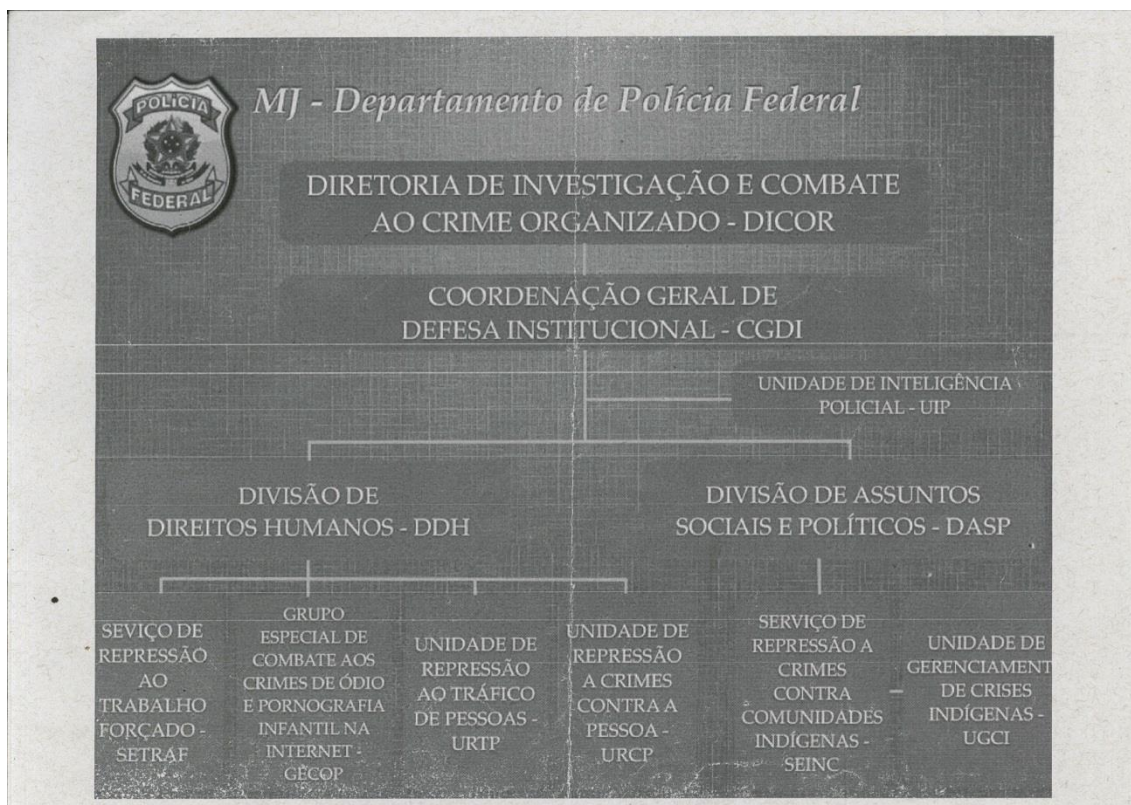 POLÍCIA
FEDERAL
MJ - Departamento de Polícia Federal
DIRETORIA DE INVESTIGAÇÃO E COMBATE
AO CRIME ORGANIZADO - DICOR
COORDENAÇÃO GERAL DE
DEFESA INSTITUCIONAL - CGDI
UNIDADE DE INTELIGÊNCIA
POLICIAL - UIP
DIVISÃO DE
DIREITOS HUMANOS - DDH
DIVISÃO DE ASSUNTOS
SOCIAIS E POLÍTICOS - DASP
SEVIÇO DE
REPRESSÃO
AO
TRABALHO
FORÇADO -
SETRAF
GRUPO
ESPECIAL DE
COMBATE AOS
CRIMES DE ÓDIO
E PORNOGRAFIA
INFANTIL NA
INTERNET -
GECOP
UNIDADE DE
REPRESSÃO
AO TRÁFICO
DE PESSOAS -
URTP
UNIDADE DE
REPRESSÃO
A CRIMES
CONTRA A
PESSOA -
URCP
SERVIÇO DE
REPRESSÃO A
CRIMES
CONTRA
COMUNIDADES
INDÍGENAS -
SEINC
UNIDADE DE
GERENCIAMENT
DE CRISES
INDÍGENAS -
UGCI